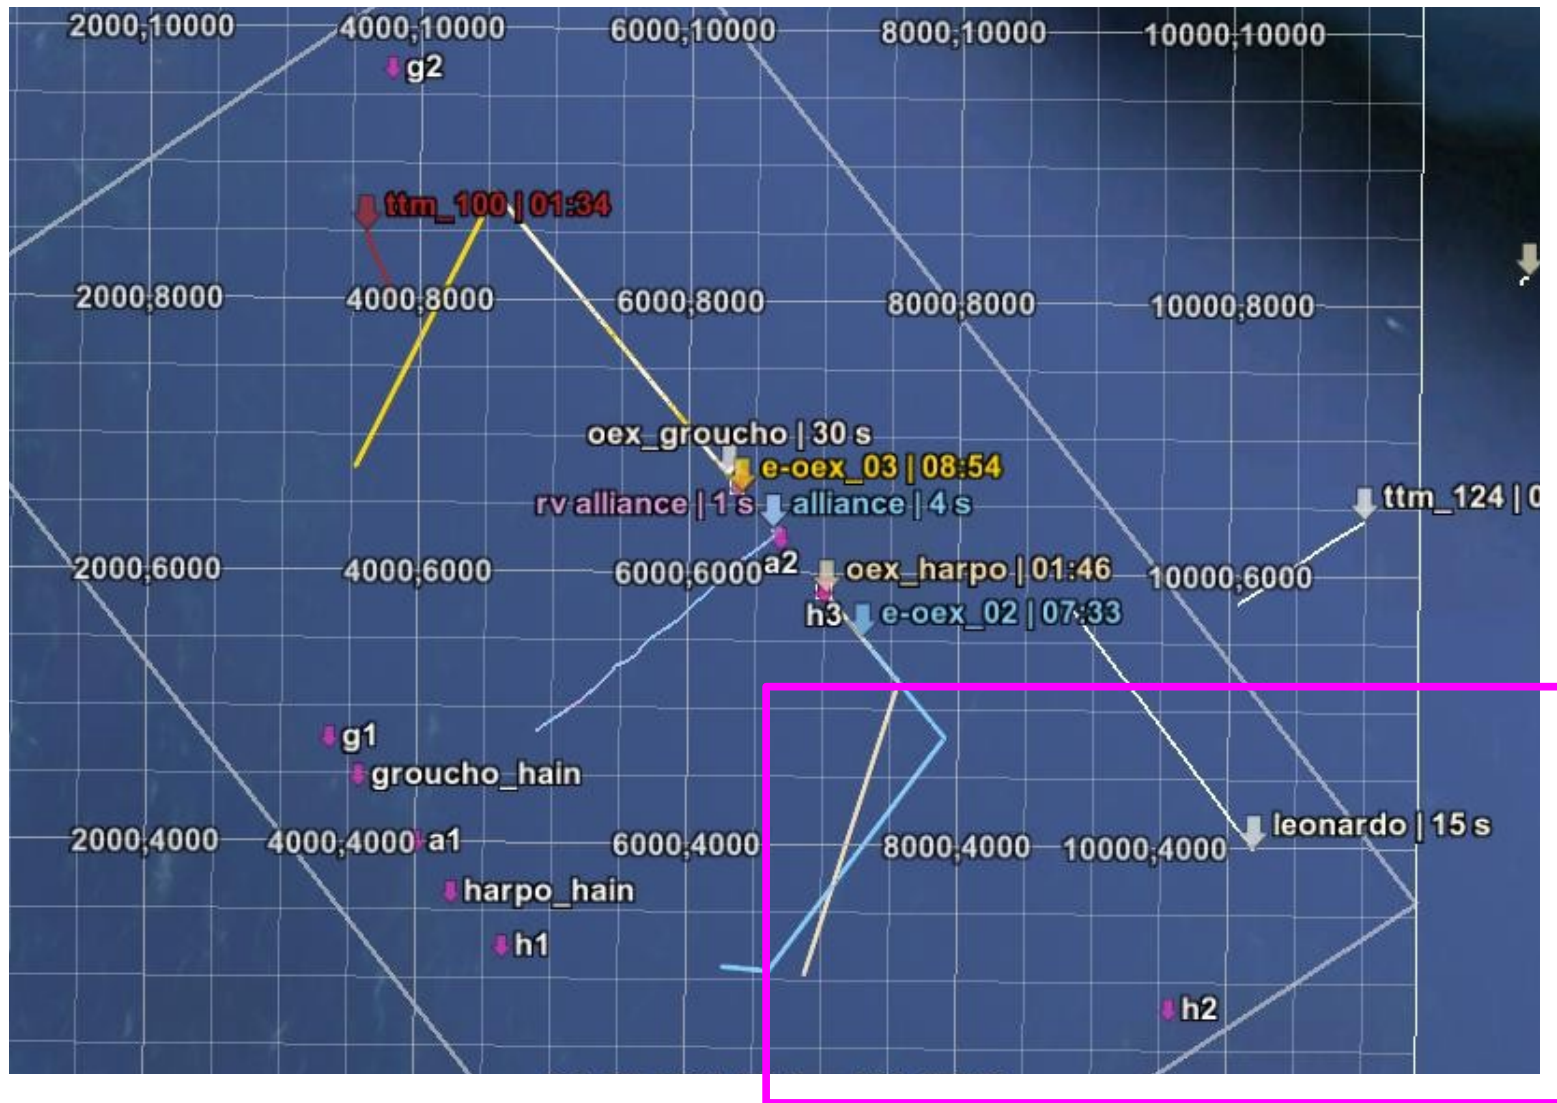 2000,10000 4000,10000 6000,10000 8000,10000 10000,10000
g2
ttm_100 | 01:34
2000,8000 4000,8000 6000,8000 8000,8000 10000,8000
oex_groucho | 30 s
e-oex_03 | 08:54
rv alliance | 1 s alliance | 4 s ttm_124 | 0
a2
2000,6000 4000,6000 6000,6000 oex_harpo | 01:46 10000,6000
h3 e-oex_02 | 07:33
g1
groucho_hain
leonardo | 15 s
2000,4000 4000,4000 a1 6000,4000 8000,4000 10000,4000
harpo_hain
h1
h2